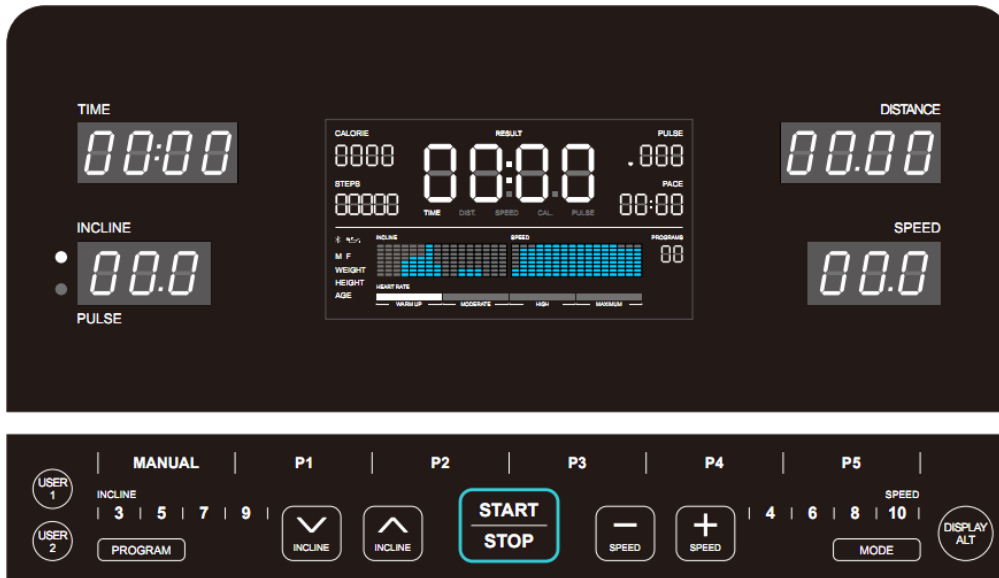 TIME
00:00
INCLINE
00.0
PULSE
CALORIE
8888
STEPS
88888
RESULT
00:00
TIME DIST. SPEED CAL. PULSE
PULSE
.888
PACE
88:88
M F
WEIGHT
HEIGHT
AGE
INCLINE
SPEED
PROGRAMS
88
HEART RATE
WARM UP MODERATE HIGH MAXIMUM
DISTANCE
00.00
SPEED
00.0
MANUAL P1 P2 P3 P4 P5
USER 1
USER 2
INCLINE
3 5 7 9
PROGRAM
INCLINE
INCLINE
START
STOP
SPEED
SPEED
SPEED
4 6 8 10
MODE
DISPLAY
ALT